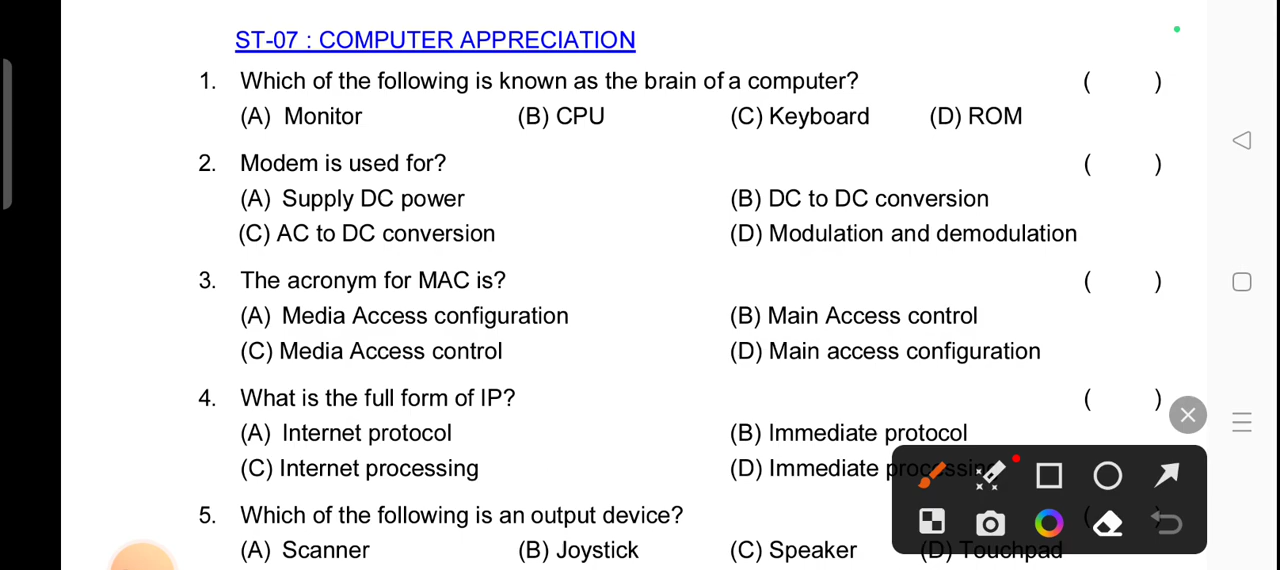 ST-07 : COMPUTER APPRECIATION
1. Which of the following is known as the brain of a computer? ( )
(A) Monitor (B) CPU (C) Keyboard (D) ROM
2. Modem is used for? ( )
(A) Supply DC power (B) DC to DC conversion
(C) AC to DC conversion (D) Modulation and demodulation
3. The acronym for MAC is? ( )
(A) Media Access configuration (B) Main Access control
(C) Media Access control (D) Main access configuration
4. What is the full form of IP? ( )
(A) Internet protocol (B) Immediate protocol
(C) Internet processing (D) Immediate processing
5. Which of the following is an output device? ( )
(A) Scanner (B) Joystick (C) Speaker (D) Touchpad